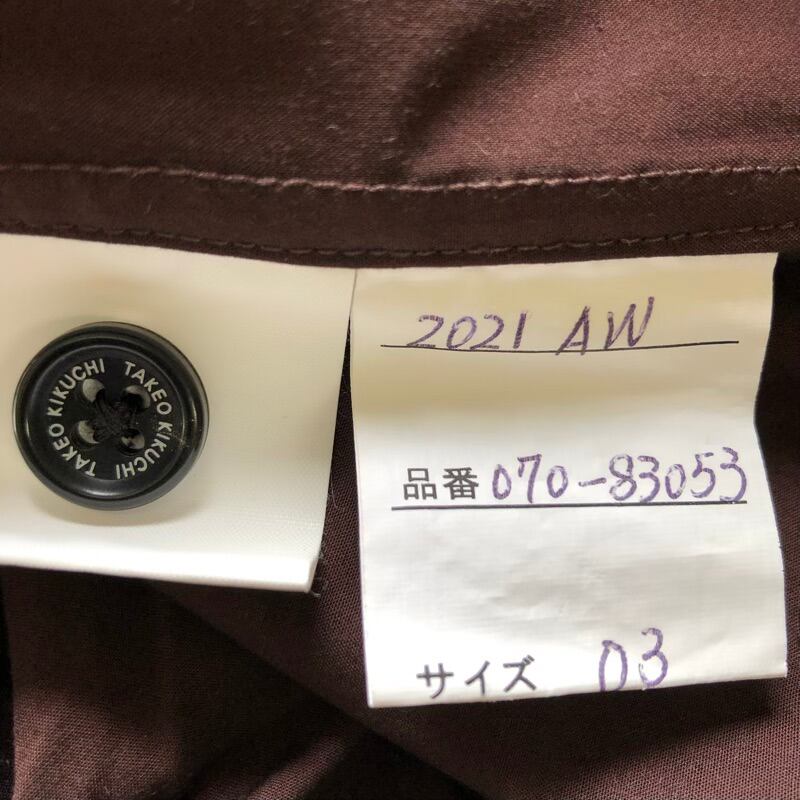 TAKEO KIKUCHI TAKEO KIKUCHI
2021 AW
品番 070-83053
サイズ 03